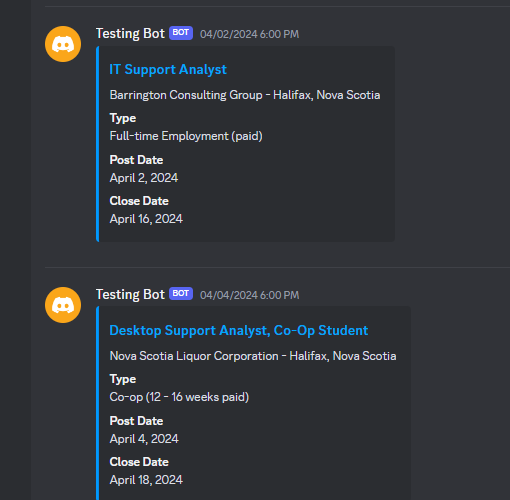 Testing Bot BOT 04/02/2024 6:00 PM
IT Support Analyst
Barrington Consulting Group - Halifax, Nova Scotia
Type
Full-time Employment (paid)
Post Date
April 2, 2024
Close Date
April 16, 2024
Testing Bot BOT 04/04/2024 6:00 PM
Desktop Support Analyst, Co-Op Student
Nova Scotia Liquor Corporation - Halifax, Nova Scotia
Type
Co-op (12 - 16 weeks paid)
Post Date
April 4, 2024
Close Date
April 18, 2024